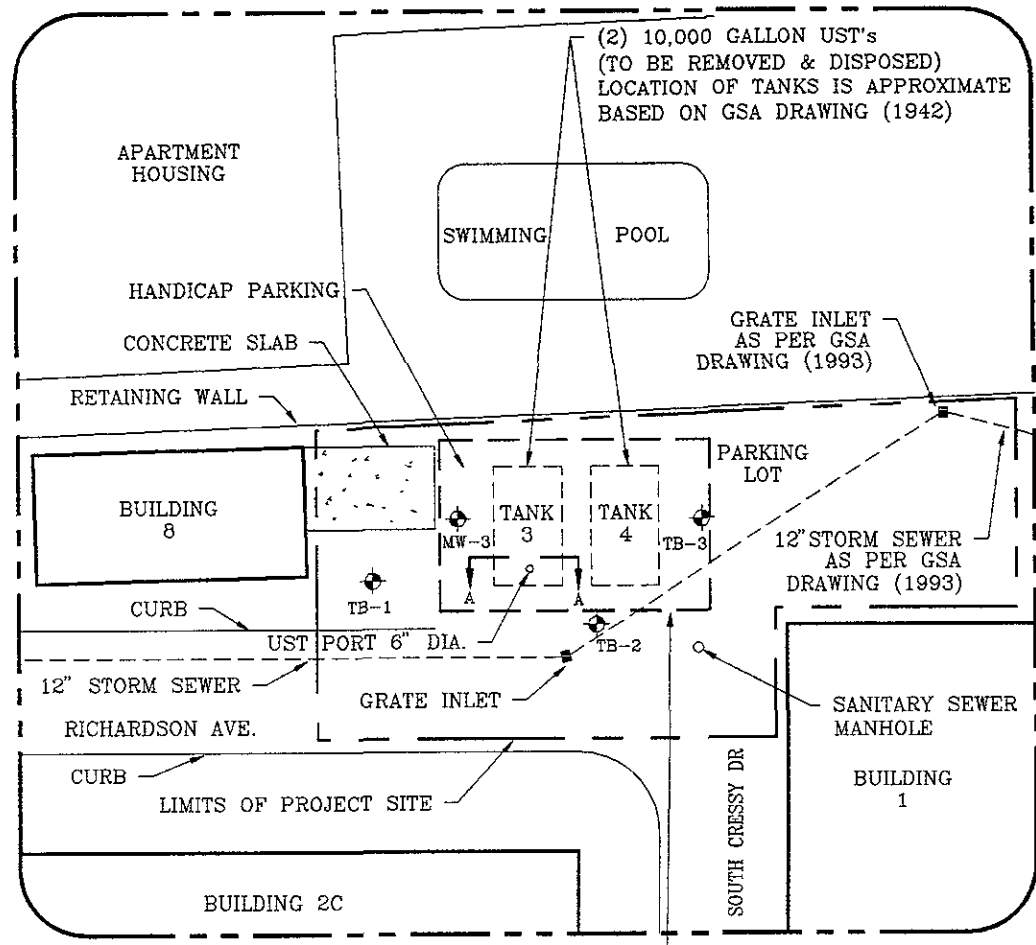 (2) 10,000 GALLON UST's
(TO BE REMOVED & DISPOSED)
LOCATION OF TANKS IS APPROXIMATE
BASED ON GSA DRAWING (1942)
APARTMENT
HOUSING
SWIMMING POOL
HANDICAP PARKING
GRATE INLET
AS PER GSA
DRAWING (1993)
CONCRETE SLAB
RETAINING WALL
PARKING
LOT
BUILDING
8
TANK
3
TANK
4
MW-3
TB-3
12" STORM SEWER
AS PER GSA
DRAWING (1993)
TB-1
A
A
CURB
UST PORT 6" DIA.
TB-2
12" STORM SEWER
GRATE INLET
SANITARY SEWER
MANHOLE
RICHARDSON AVE.
CURB
LIMITS OF PROJECT SITE
SOUTH CRESSY DR
BUILDING
1
BUILDING 2C